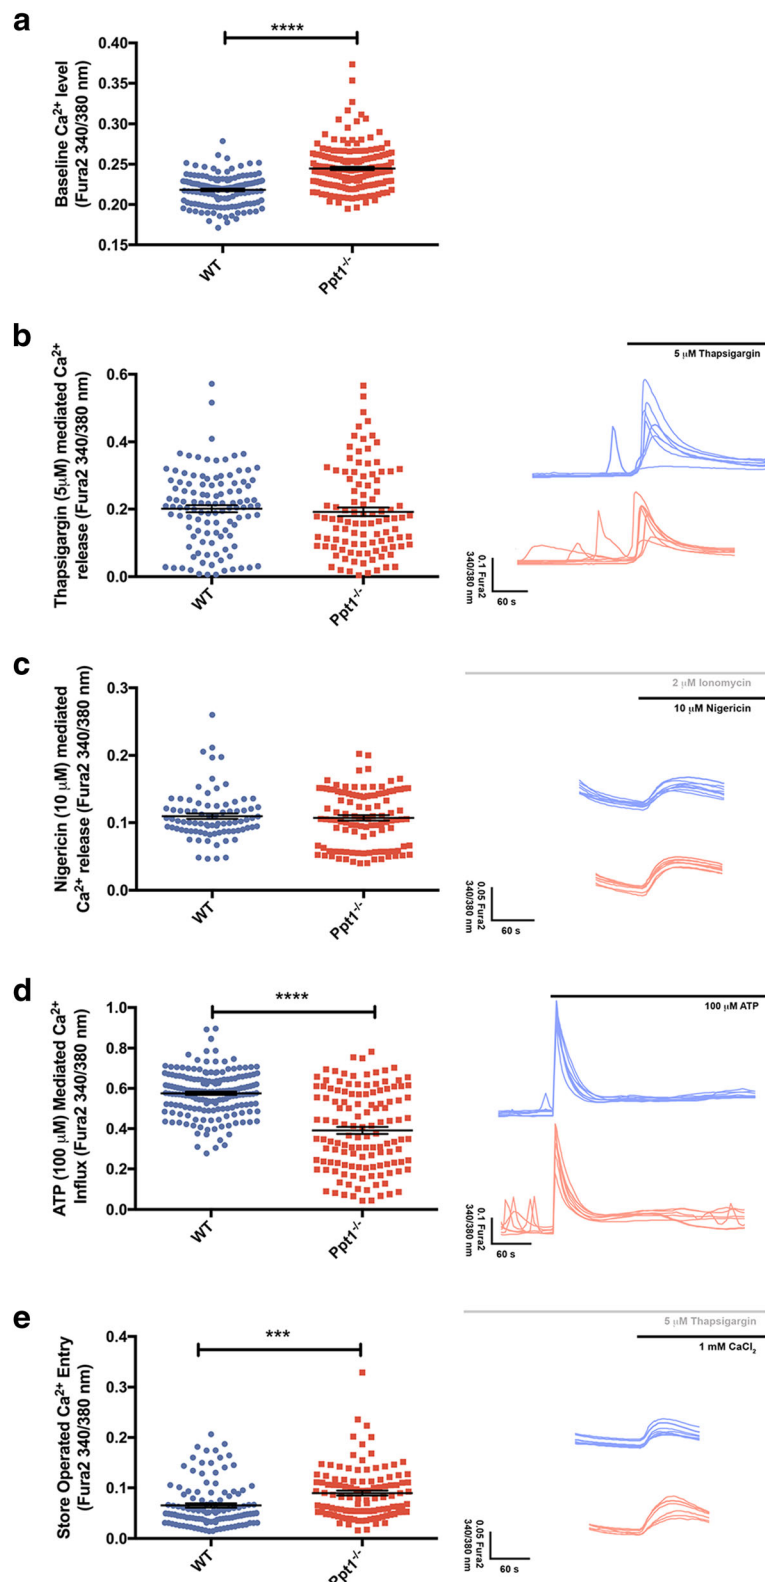 a
****
Baseline Ca²⁺ level
(Fura2 340/380 nm)
0.40
0.35
0.30
0.25
0.20
0.15
WT
Ppt1⁻/⁻
b
Thapsigargin (5μM) mediated Ca²⁺
release (Fura2 340/380 nm)
0.6
0.4
0.2
0.0
WT
Ppt1⁻/⁻
5 μM Thapsigargin
0.1 Fura2
340/380 nm
60 s
c
Nigericin (10 μM) mediated
Ca²⁺ release (Fura2 340/380 nm)
0.3
0.2
0.1
0.0
WT
Ppt1⁻/⁻
2 μM Ionomycin
10 μM Nigericin
0.05 Fura2
340/380 nm
60 s
d
****
ATP (100 μM) Mediated Ca²⁺
Influx (Fura2 340/380 nm)
1.0
0.8
0.6
0.4
0.2
0.0
WT
Ppt1⁻/⁻
100 μM ATP
0.1 Fura2
340/380 nm
60 s
e
***
Store Operated Ca²⁺ Entry
(Fura2 340/380 nm)
0.4
0.3
0.2
0.1
0.0
WT
Ppt1⁻/⁻
5 μM Thapsigargin
1 mM CaCl₂
0.05 Fura2
340/380 nm
60 s